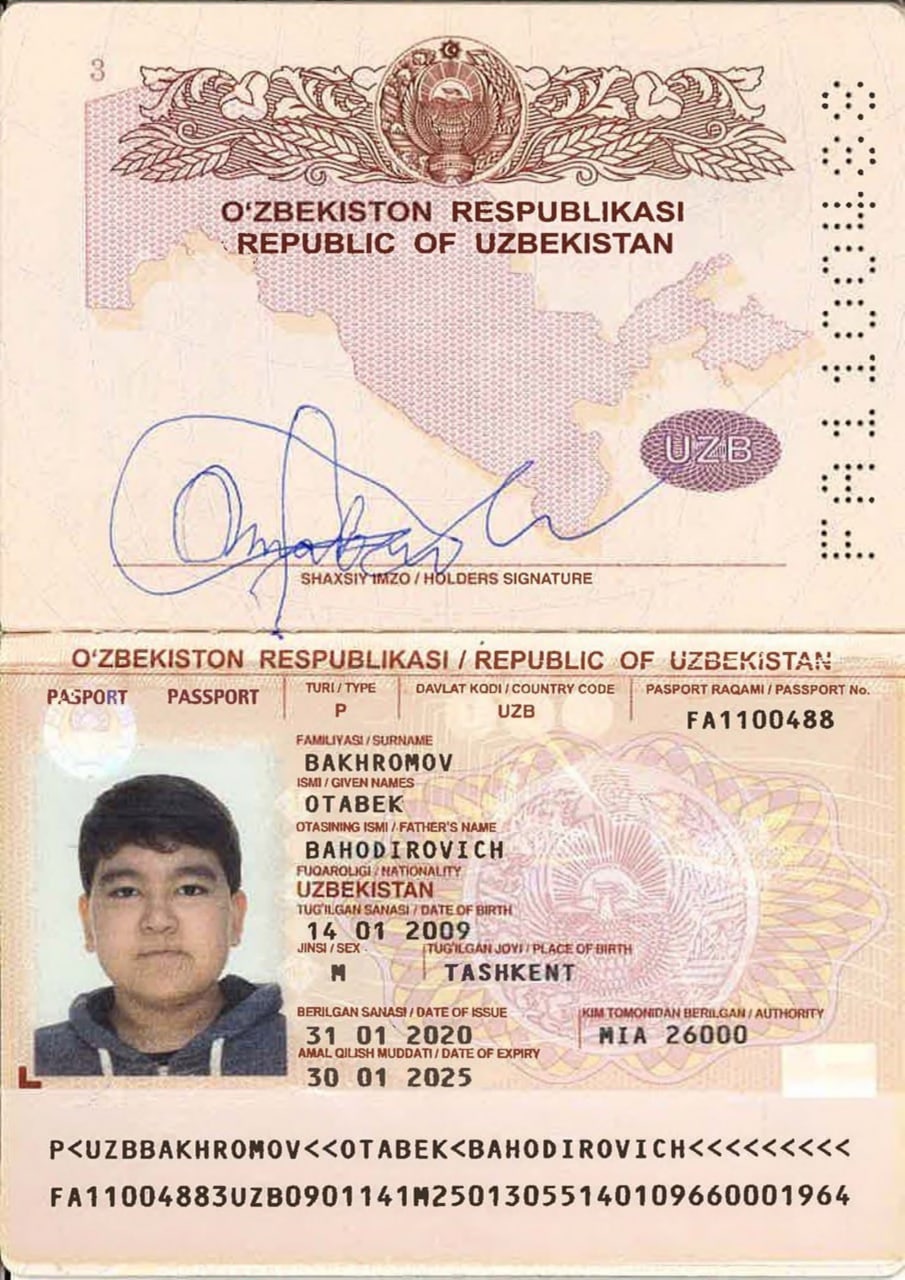 3
O‘ZBEKISTON RESPUBLIKASI
REPUBLIC OF UZBEKISTAN
FA1100488
UZB
SHAXSIY IMZO / HOLDERS SIGNATURE
O‘ZBEKISTON RESPUBLIKASI / REPUBLIC OF UZBEKISTAN
PASPORT PASSPORT
TURI / TYPE
P
DAVLAT KODI / COUNTRY CODE
UZB
PASPORT RAQAMI / PASSPORT No.
FA1100488
FAMILIYASI / SURNAME
BAKHROMOV
ISMI / GIVEN NAMES
OTABEK
OTASINING ISMI / FATHER'S NAME
BAHODIROVICH
FUQAROLIGI / NATIONALITY
UZBEKISTAN
TUG'ILGAN SANASI / DATE OF BIRTH
14 01 2009
JINSI / SEX
M
TUG'ILGAN JOYI / PLACE OF BIRTH
TASHKENT
BERILGAN SANASI / DATE OF ISSUE
31 01 2020
KIM TOMONIDAN BERILGAN / AUTHORITY
MIA 26000
AMAL QILISH MUDDATI / DATE OF EXPIRY
30 01 2025
P<UZBBAKHROMOV<<OTABEK<BAHODIROVICH<<<<<<<<<
FA11004883UZB0901141M25013055140109660001964